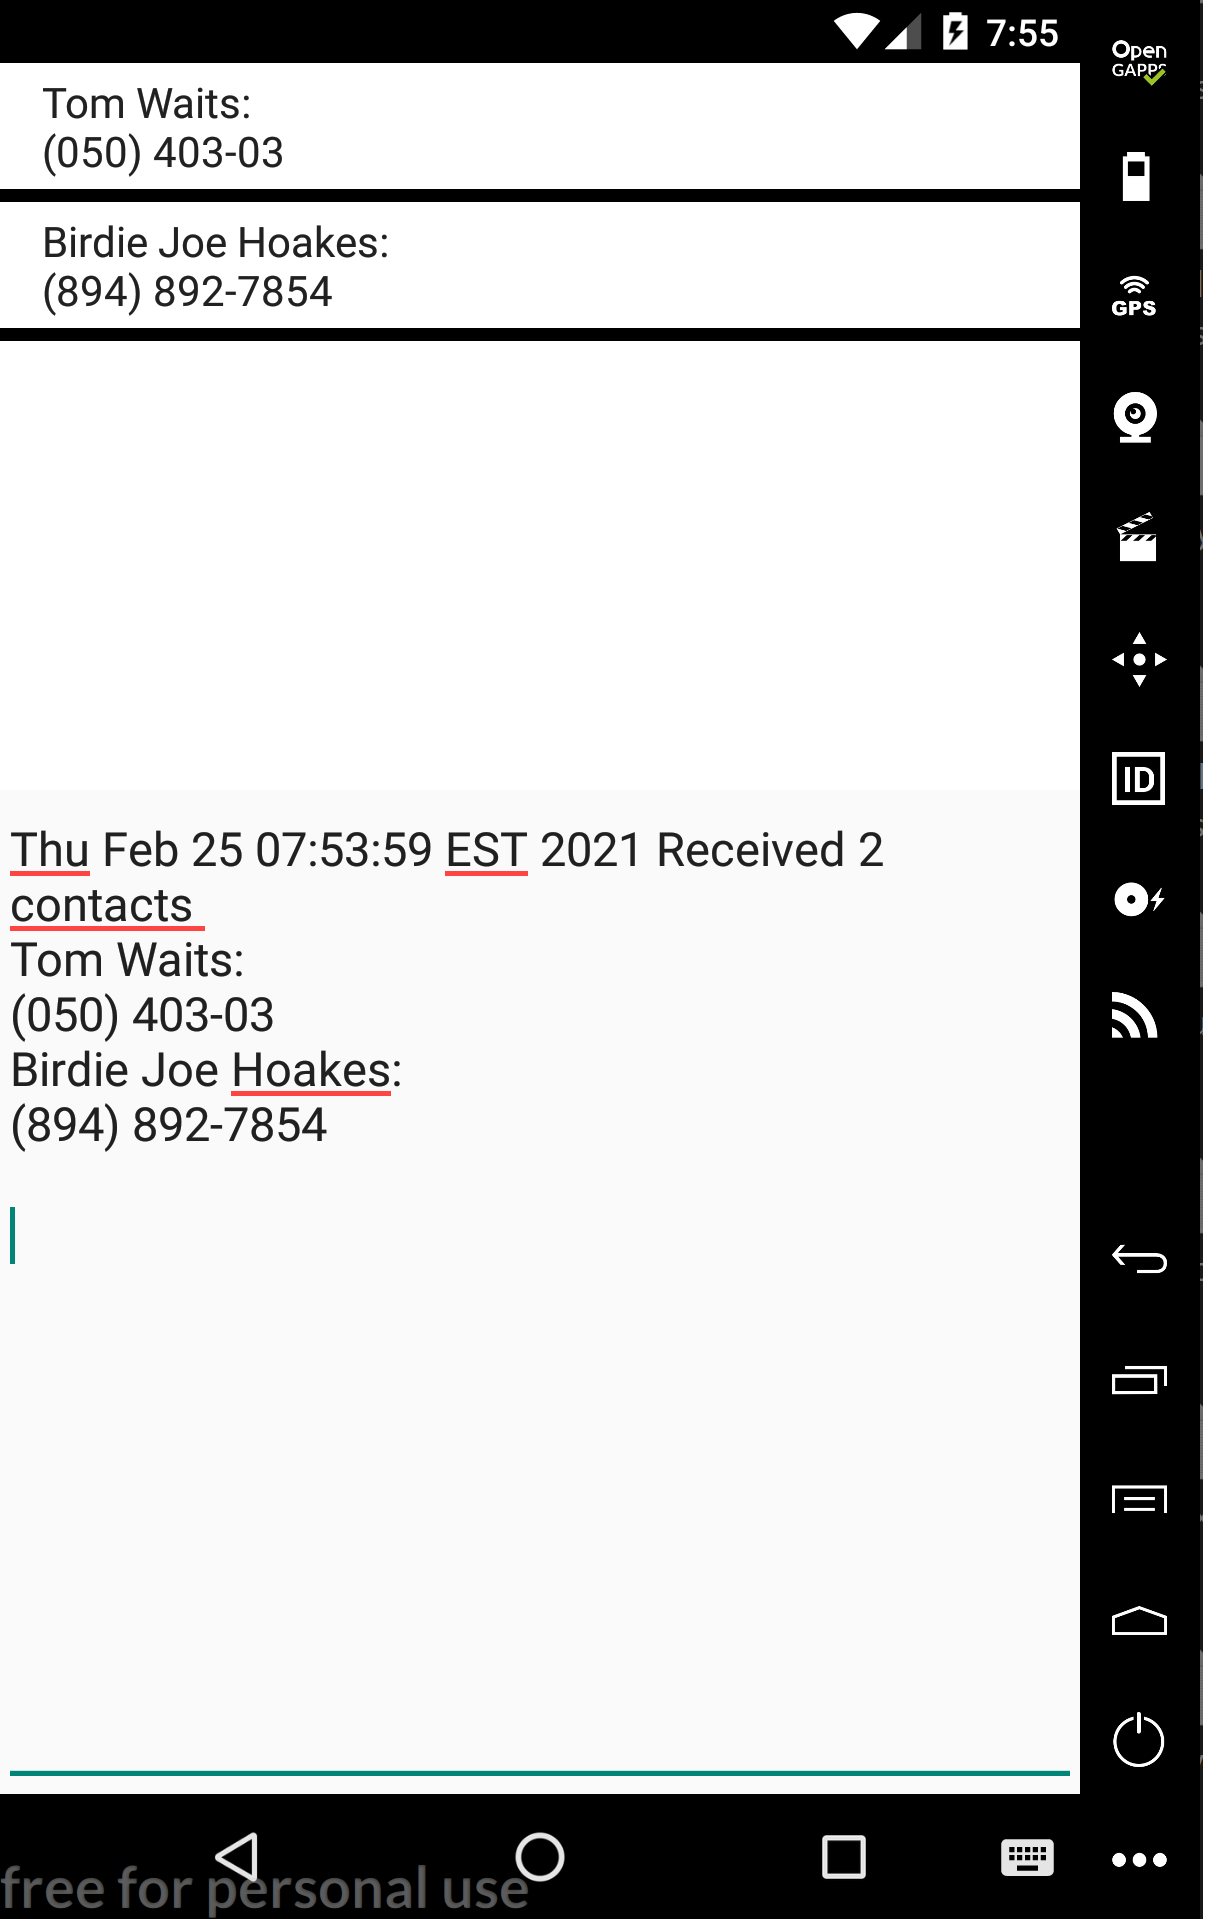 7:55
Open
GAPPS
Tom Waits:
(050) 403-03
Birdie Joe Hoakes:
(894) 892-7854
GPS
ID
Thu Feb 25 07:53:59 EST 2021 Received 2
contacts
Tom Waits:
(050) 403-03
Birdie Joe Hoakes:
(894) 892-7854
free for personal use